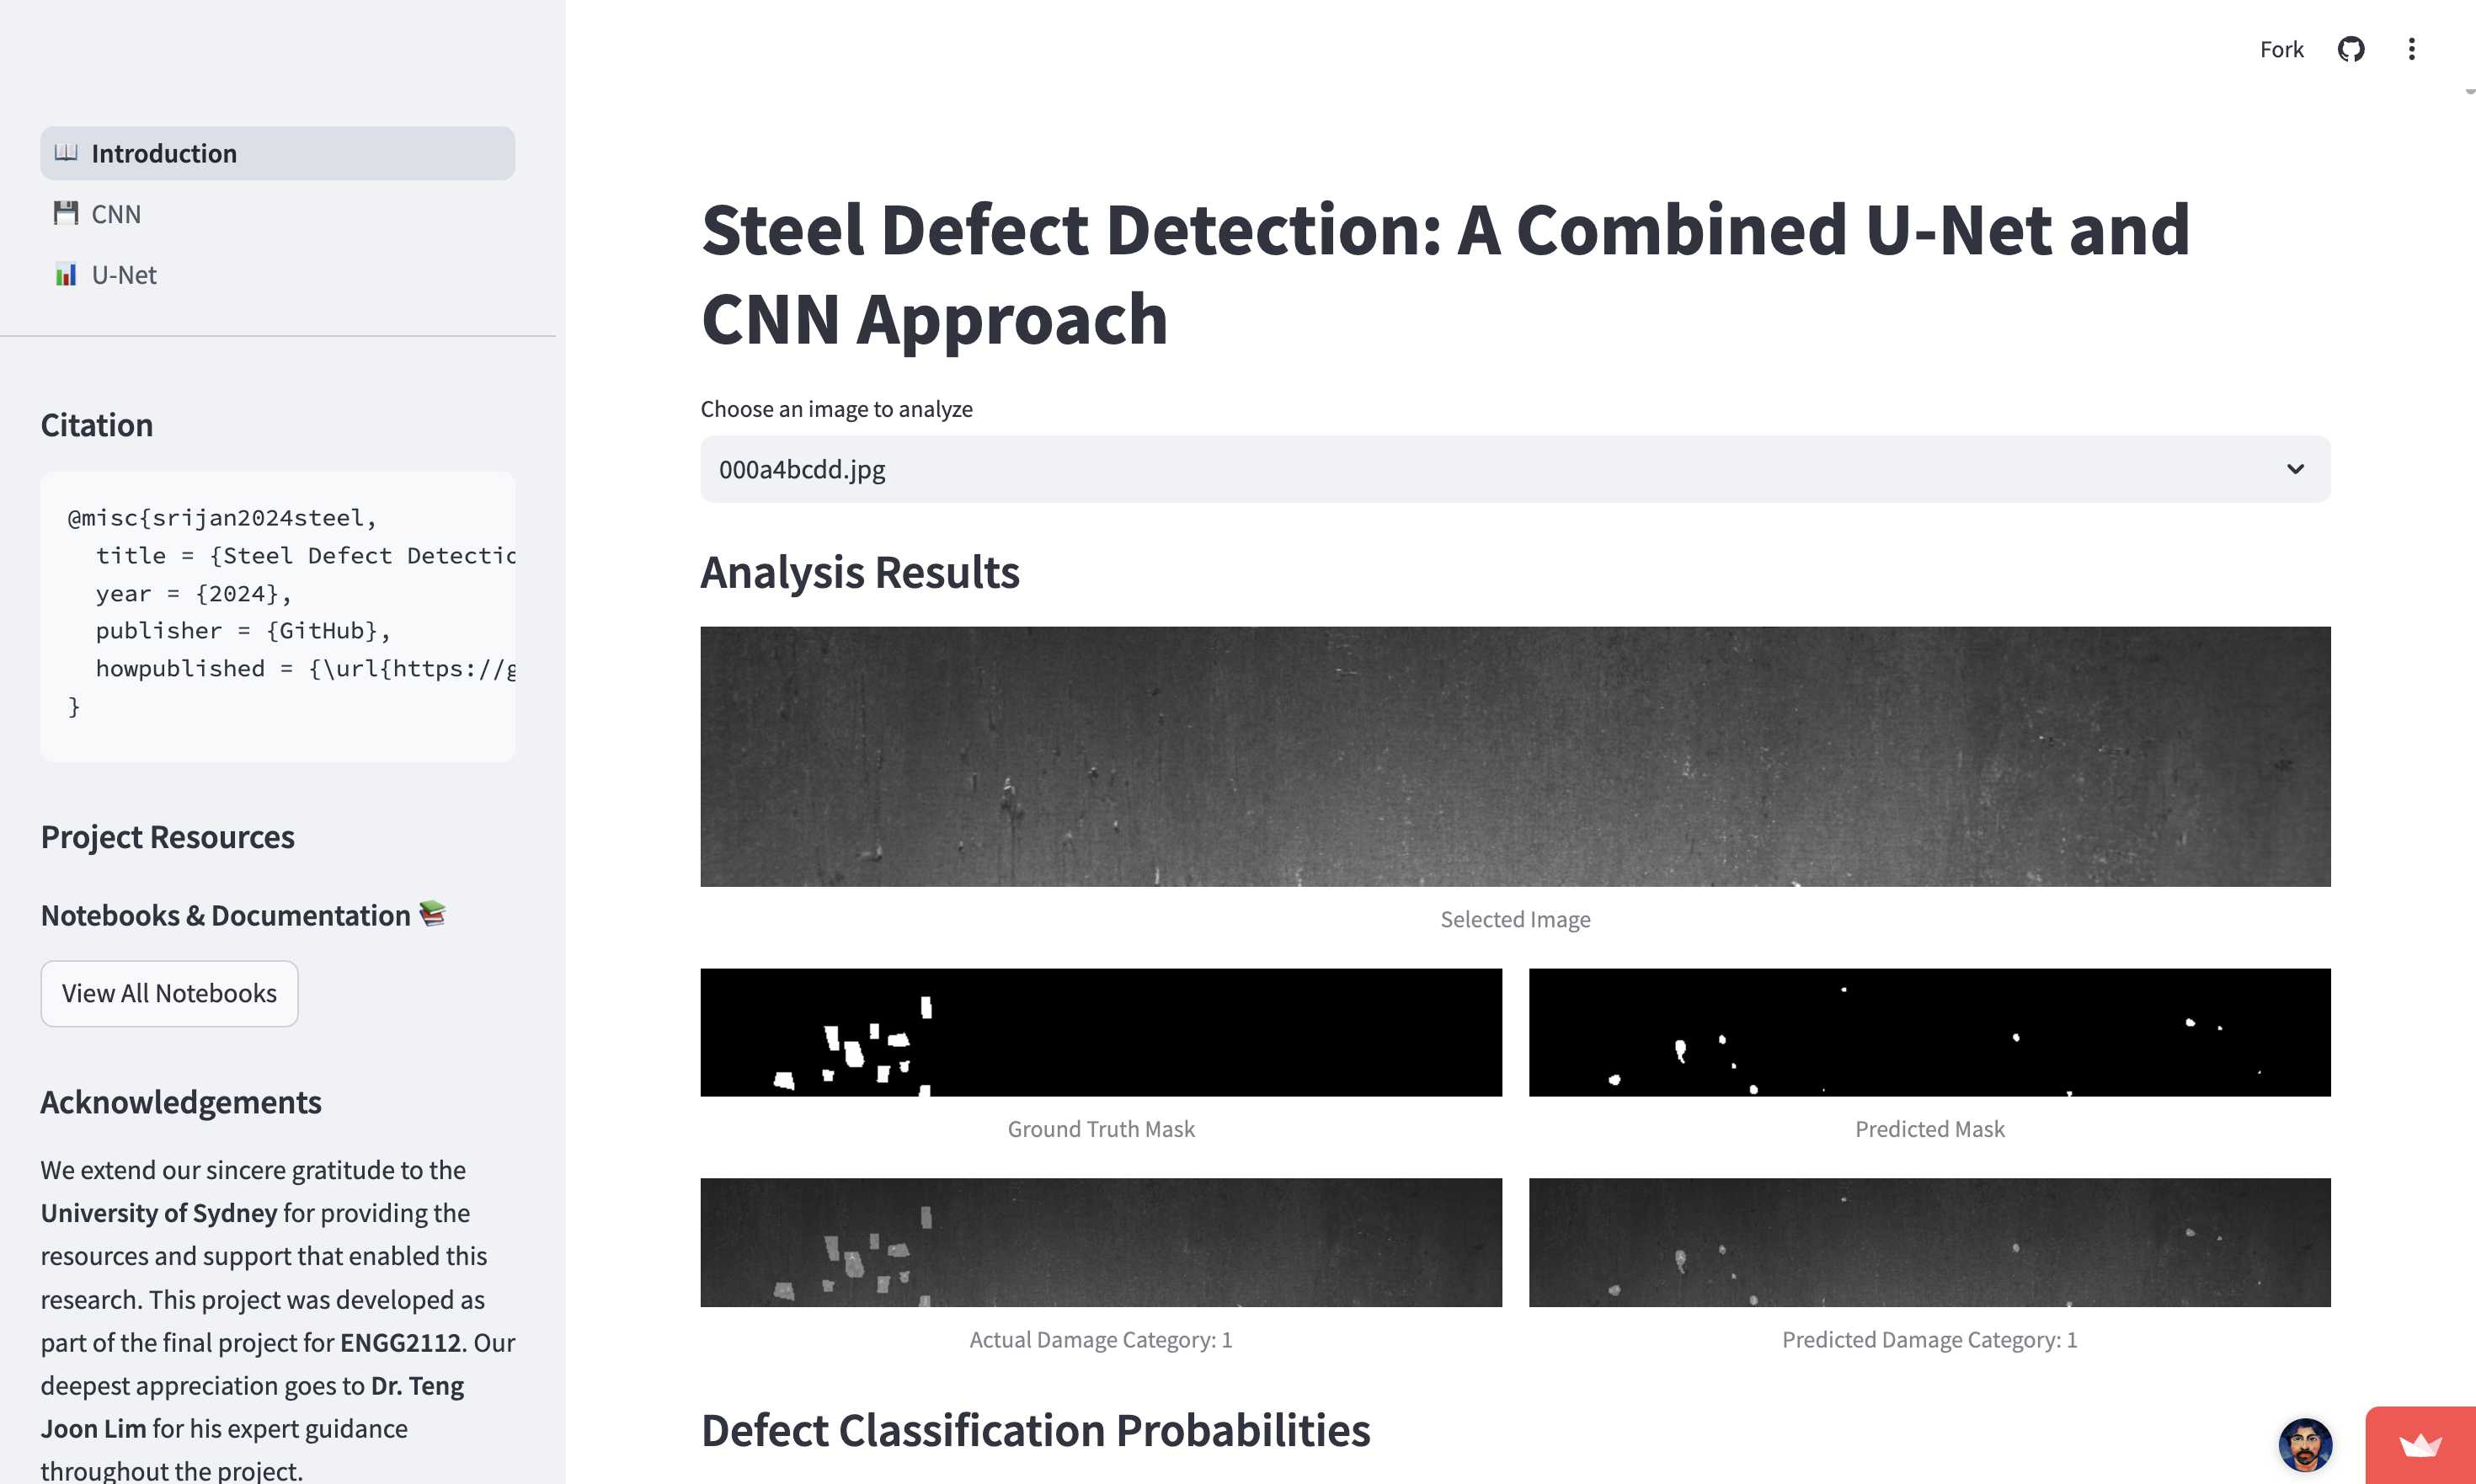 Fork
Introduction
CNN
U-Net
Citation
@misc{srijan2024steel,
title = {Steel Defect Detectio
year = {2024},
publisher = {GitHub},
howpublished = {\url{https://g
}
Project Resources
Notebooks & Documentation
View All Notebooks
Acknowledgements
We extend our sincere gratitude to the
University of Sydney for providing the
resources and support that enabled this
research. This project was developed as
part of the final project for ENGG2112. Our
deepest appreciation goes to Dr. Teng
Joon Lim for his expert guidance
throughout the project.
Steel Defect Detection: A Combined U-Net and
CNN Approach
Choose an image to analyze
000a4bcdd.jpg
Analysis Results
Selected Image
Ground Truth Mask
Predicted Mask
Actual Damage Category: 1
Predicted Damage Category: 1
Defect Classification Probabilities